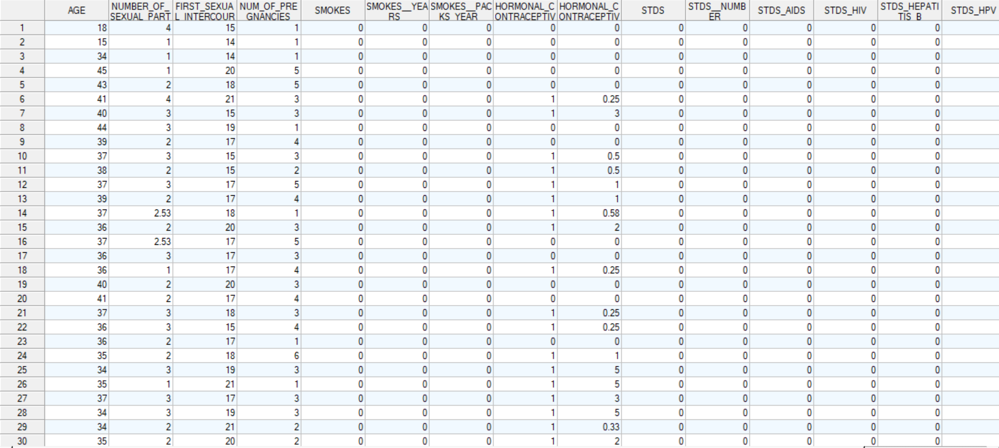 AGE NUMBER_OF_SEXUAL_PART FIRST_SEXUAL_INTERCOUR NUM_OF_PREGNANCIES SMOKES SMOKES__YEARS SMOKES__PACKS_YEAR HORMONAL_CONTRACEPTIV HORMONAL_CONTRACEPTIV STDS STDS__NUMBER STDS_AIDS STDS_HIV STDS_HEPATITIS_B STDS_HPV
1 18 4 15 1 0 0 0 0 0 0 0 0 0 0
2 15 1 14 1 0 0 0 0 0 0 0 0 0 0
3 34 1 14 1 0 0 0 0 0 0 0 0 0 0
4 45 1 20 5 0 0 0 0 0 0 0 0 0 0
5 43 2 18 5 0 0 0 0 0 0 0 0 0 0
6 41 4 21 3 0 0 0 1 0.25 0 0 0 0 0
7 40 3 15 3 0 0 0 1 3 0 0 0 0 0
8 44 3 19 1 0 0 0 0 0 0 0 0 0 0
9 39 2 17 4 0 0 0 0 0 0 0 0 0 0
10 37 3 15 3 0 0 0 1 0.5 0 0 0 0 0
11 38 2 15 2 0 0 0 1 0.5 0 0 0 0 0
12 37 3 17 5 0 0 0 1 1 0 0 0 0 0
13 39 2 17 4 0 0 0 1 1 0 0 0 0 0
14 37 2.53 18 1 0 0 0 1 0.58 0 0 0 0 0
15 36 2 20 3 0 0 0 1 2 0 0 0 0 0
16 37 2.53 17 5 0 0 0 0 0 0 0 0 0 0
17 36 3 17 3 0 0 0 0 0 0 0 0 0 0
18 36 1 17 4 0 0 0 1 0.25 0 0 0 0 0
19 40 2 20 3 0 0 0 0 0 0 0 0 0 0
20 41 2 17 4 0 0 0 0 0 0 0 0 0 0
21 37 3 18 3 0 0 0 1 0.25 0 0 0 0 0
22 36 3 15 4 0 0 0 1 0.25 0 0 0 0 0
23 36 2 17 1 0 0 0 0 0 0 0 0 0 0
24 35 2 18 6 0 0 0 1 1 0 0 0 0 0
25 34 3 19 3 0 0 0 1 5 0 0 0 0 0
26 35 1 21 1 0 0 0 1 5 0 0 0 0 0
27 37 3 17 3 0 0 0 1 3 0 0 0 0 0
28 34 3 19 3 0 0 0 1 5 0 0 0 0 0
29 34 2 21 2 0 0 0 1 0.33 0 0 0 0 0
30 35 2 20 2 0 0 0 1 2 0 0 0 0 0